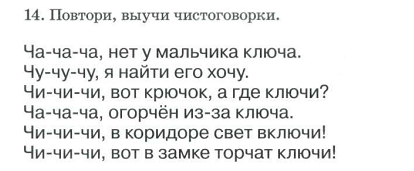 14. Повтори, выучи чистоговорки.
Ча-ча-ча, нет у мальчика ключа.
Чу-чу-чу, я найти его хочу.
Чи-чи-чи, вот крючок, а где ключи?
Ча-ча-ча, огорчён из-за ключа.
Чи-чи-чи, в коридоре свет включи!
Чи-чи-чи, вот в замке торчат ключи!